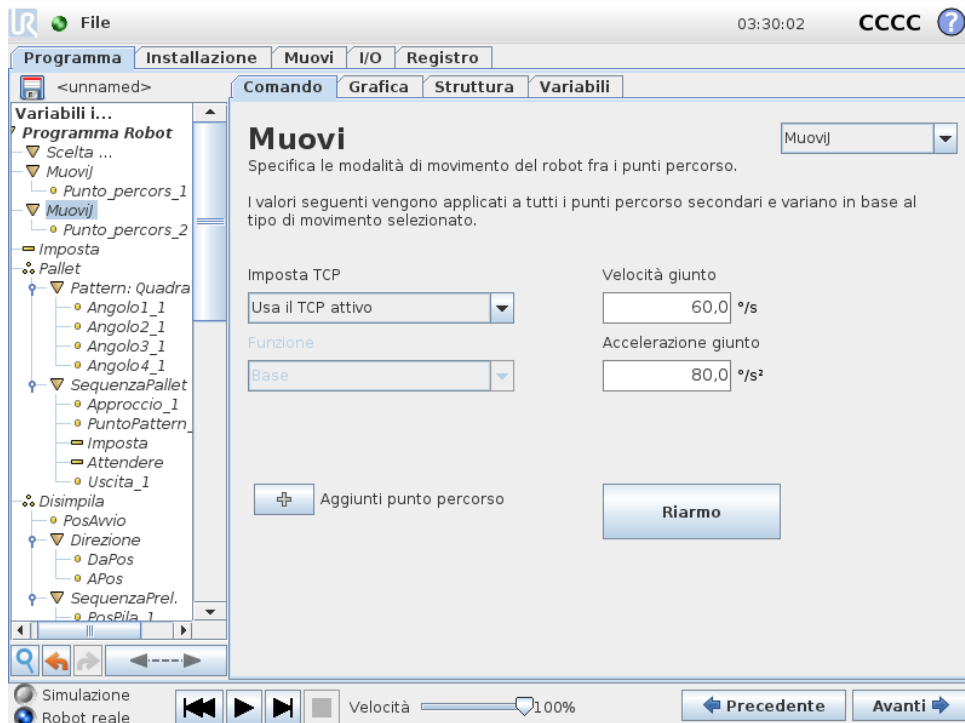 UR File 03:30:02 CCCC ?
Programma Installazione Muovi I/O Registro
<unnamed> Comando Grafica Struttura Variabili
Variabili i...
Programma Robot
Scelta ...
MuoviJ
Punto_percors_1
MuoviJ
Punto_percors_2
Imposta
Pallet
Pattern: Quadra
Angolo1_1
Angolo2_1
Angolo3_1
Angolo4_1
SequenzaPallet
Approccio_1
PuntoPattern_
Imposta
Attendere
Uscita_1
Disimpila
PosAvvio
Direzione
DaPos
APos
SequenzaPrel.
PosPila_1
Muovi
MuoviJ
Specifica le modalità di movimento del robot fra i punti percorso.
I valori seguenti vengono applicati a tutti i punti percorso secondari e variano in base al
tipo di movimento selezionato.
Imposta TCP
Velocità giunto
Usa il TCP attivo
60,0 °/s
Funzione
Accelerazione giunto
Base
80,0 °/s²
Aggiunti punto percorso
Riarmo
Simulazione
Robot reale
Velocità 100%
Precedente
Avanti